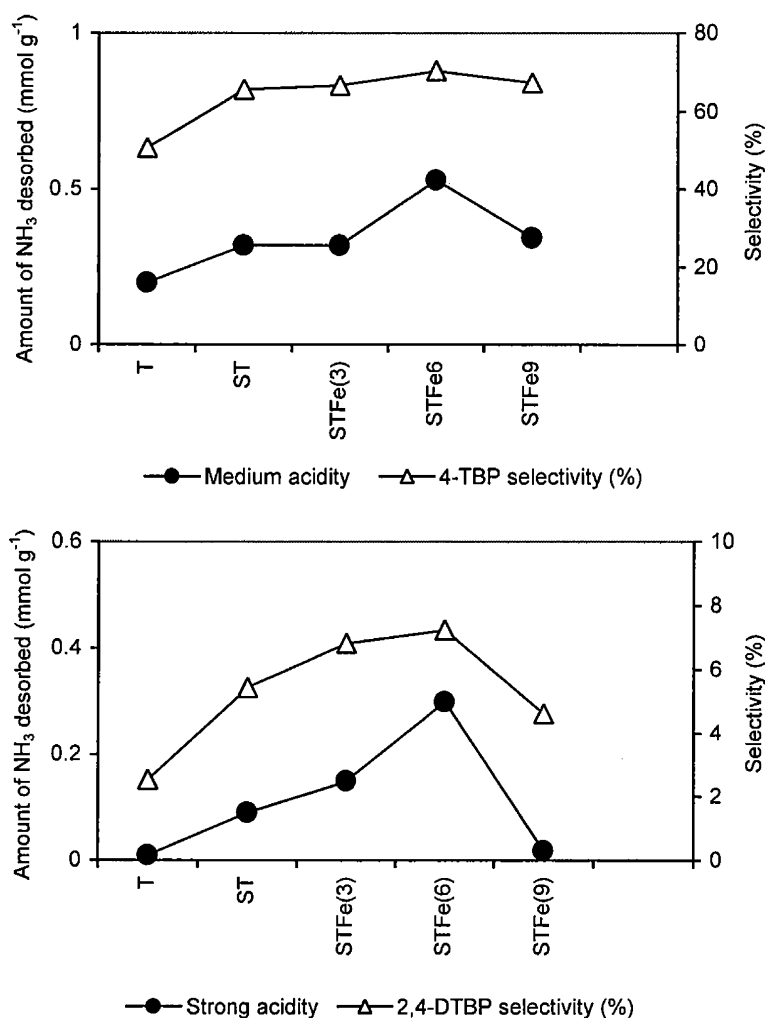 1
0.5
0
Amount of NH3 desorbed (mmol g-1)
80
60
40
20
0
Selectivity (%)
T
ST
STFe(3)
STFe6
STFe9
Medium acidity 4-TBP selectivity (%)
0.6
0.4
0.2
0
Amount of NH3 desorbed (mmol g-1)
10
8
6
4
2
0
Selectivity (%)
T
ST
STFe(3)
STFe(6)
STFe(9)
Strong acidity 2,4-DTBP selectivity (%)